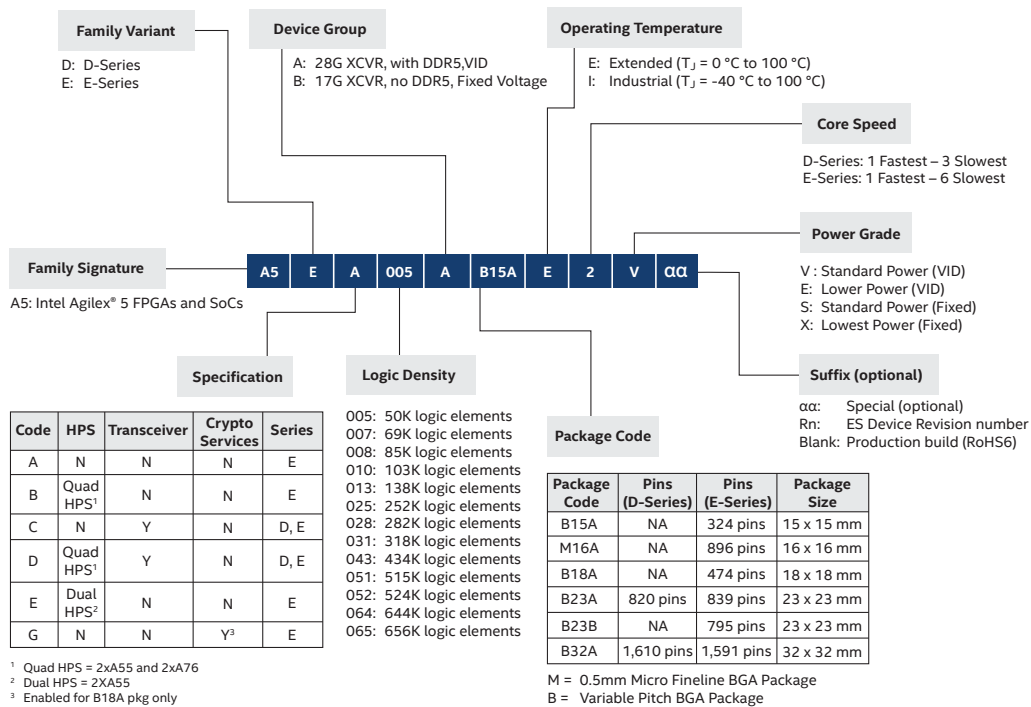 Family Variant
D: D-Series
E: E-Series
Device Group
A: 28G XCVR, with DDR5,VID
B: 17G XCVR, no DDR5, Fixed Voltage
Operating Temperature
E: Extended (TJ = 0 °C to 100 °C)
I: Industrial (TJ = -40 °C to 100 °C)
Core Speed
D-Series: 1 Fastest – 3 Slowest
E-Series: 1 Fastest – 6 Slowest
Family Signature
A5: Intel Agilex® 5 FPGAs and SoCs
A5 E A 005 A B15A E 2 V αα
Power Grade
V : Standard Power (VID)
E: Lower Power (VID)
S: Standard Power (Fixed)
X: Lowest Power (Fixed)
Suffix (optional)
αα: Special (optional)
Rn: ES Device Revision number
Blank: Production build (RoHS6)
Specification
Code HPS Transceiver Crypto Services Series
A N N N E
B Quad HPS¹ N N E
C N Y N D, E
D Quad HPS¹ Y N D, E
E Dual HPS² N N E
G N N Y³ E
¹ Quad HPS = 2xA55 and 2xA76
² Dual HPS = 2XA55
³ Enabled for B18A pkg only
Logic Density
005: 50K logic elements
007: 69K logic elements
008: 85K logic elements
010: 103K logic elements
013: 138K logic elements
025: 252K logic elements
028: 282K logic elements
031: 318K logic elements
043: 434K logic elements
051: 515K logic elements
052: 524K logic elements
064: 644K logic elements
065: 656K logic elements
Package Code
Package Code Pins (D-Series) Pins (E-Series) Package Size
B15A NA 324 pins 15 x 15 mm
M16A NA 896 pins 16 x 16 mm
B18A NA 474 pins 18 x 18 mm
B23A 820 pins 839 pins 23 x 23 mm
B23B NA 795 pins 23 x 23 mm
B32A 1,610 pins 1,591 pins 32 x 32 mm
M = 0.5mm Micro Fineline BGA Package
B = Variable Pitch BGA Package